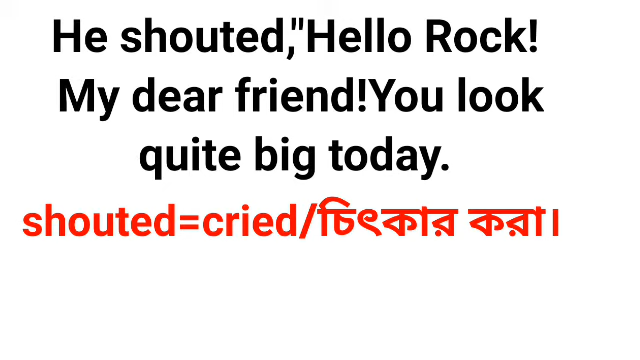 He shouted,"Hello Rock!
My dear friend!You look
quite big today.
shouted=cried/চিৎকার করা।